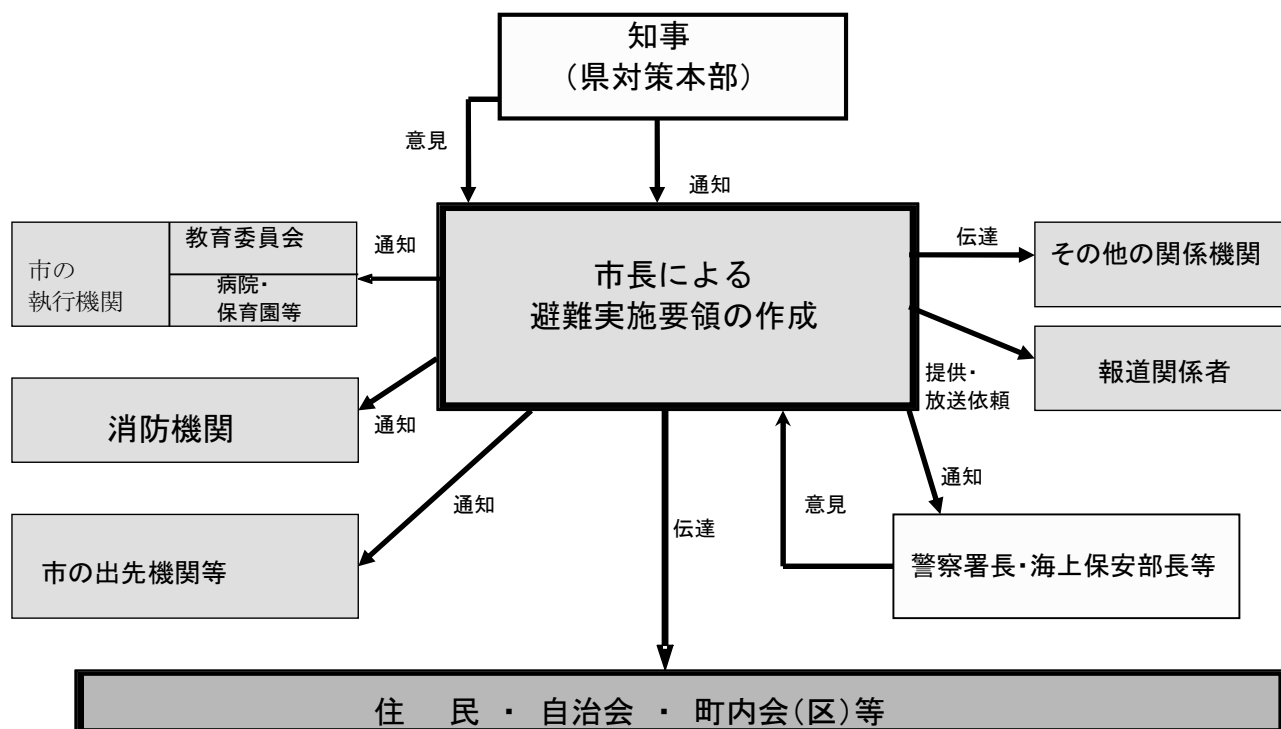 知事
（県対策本部）
意見
通知
市の
執行機関
教育委員会
病院・
保育園等
通知
市長による
避難実施要領の作成
伝達
その他の関係機関
報道関係者
提供・
放送依頼
消防機関
通知
通知
市の出先機関等
伝達
意見
通知
警察署長・海上保安部長等
住　民　・　自治会　・　町内会（区）等